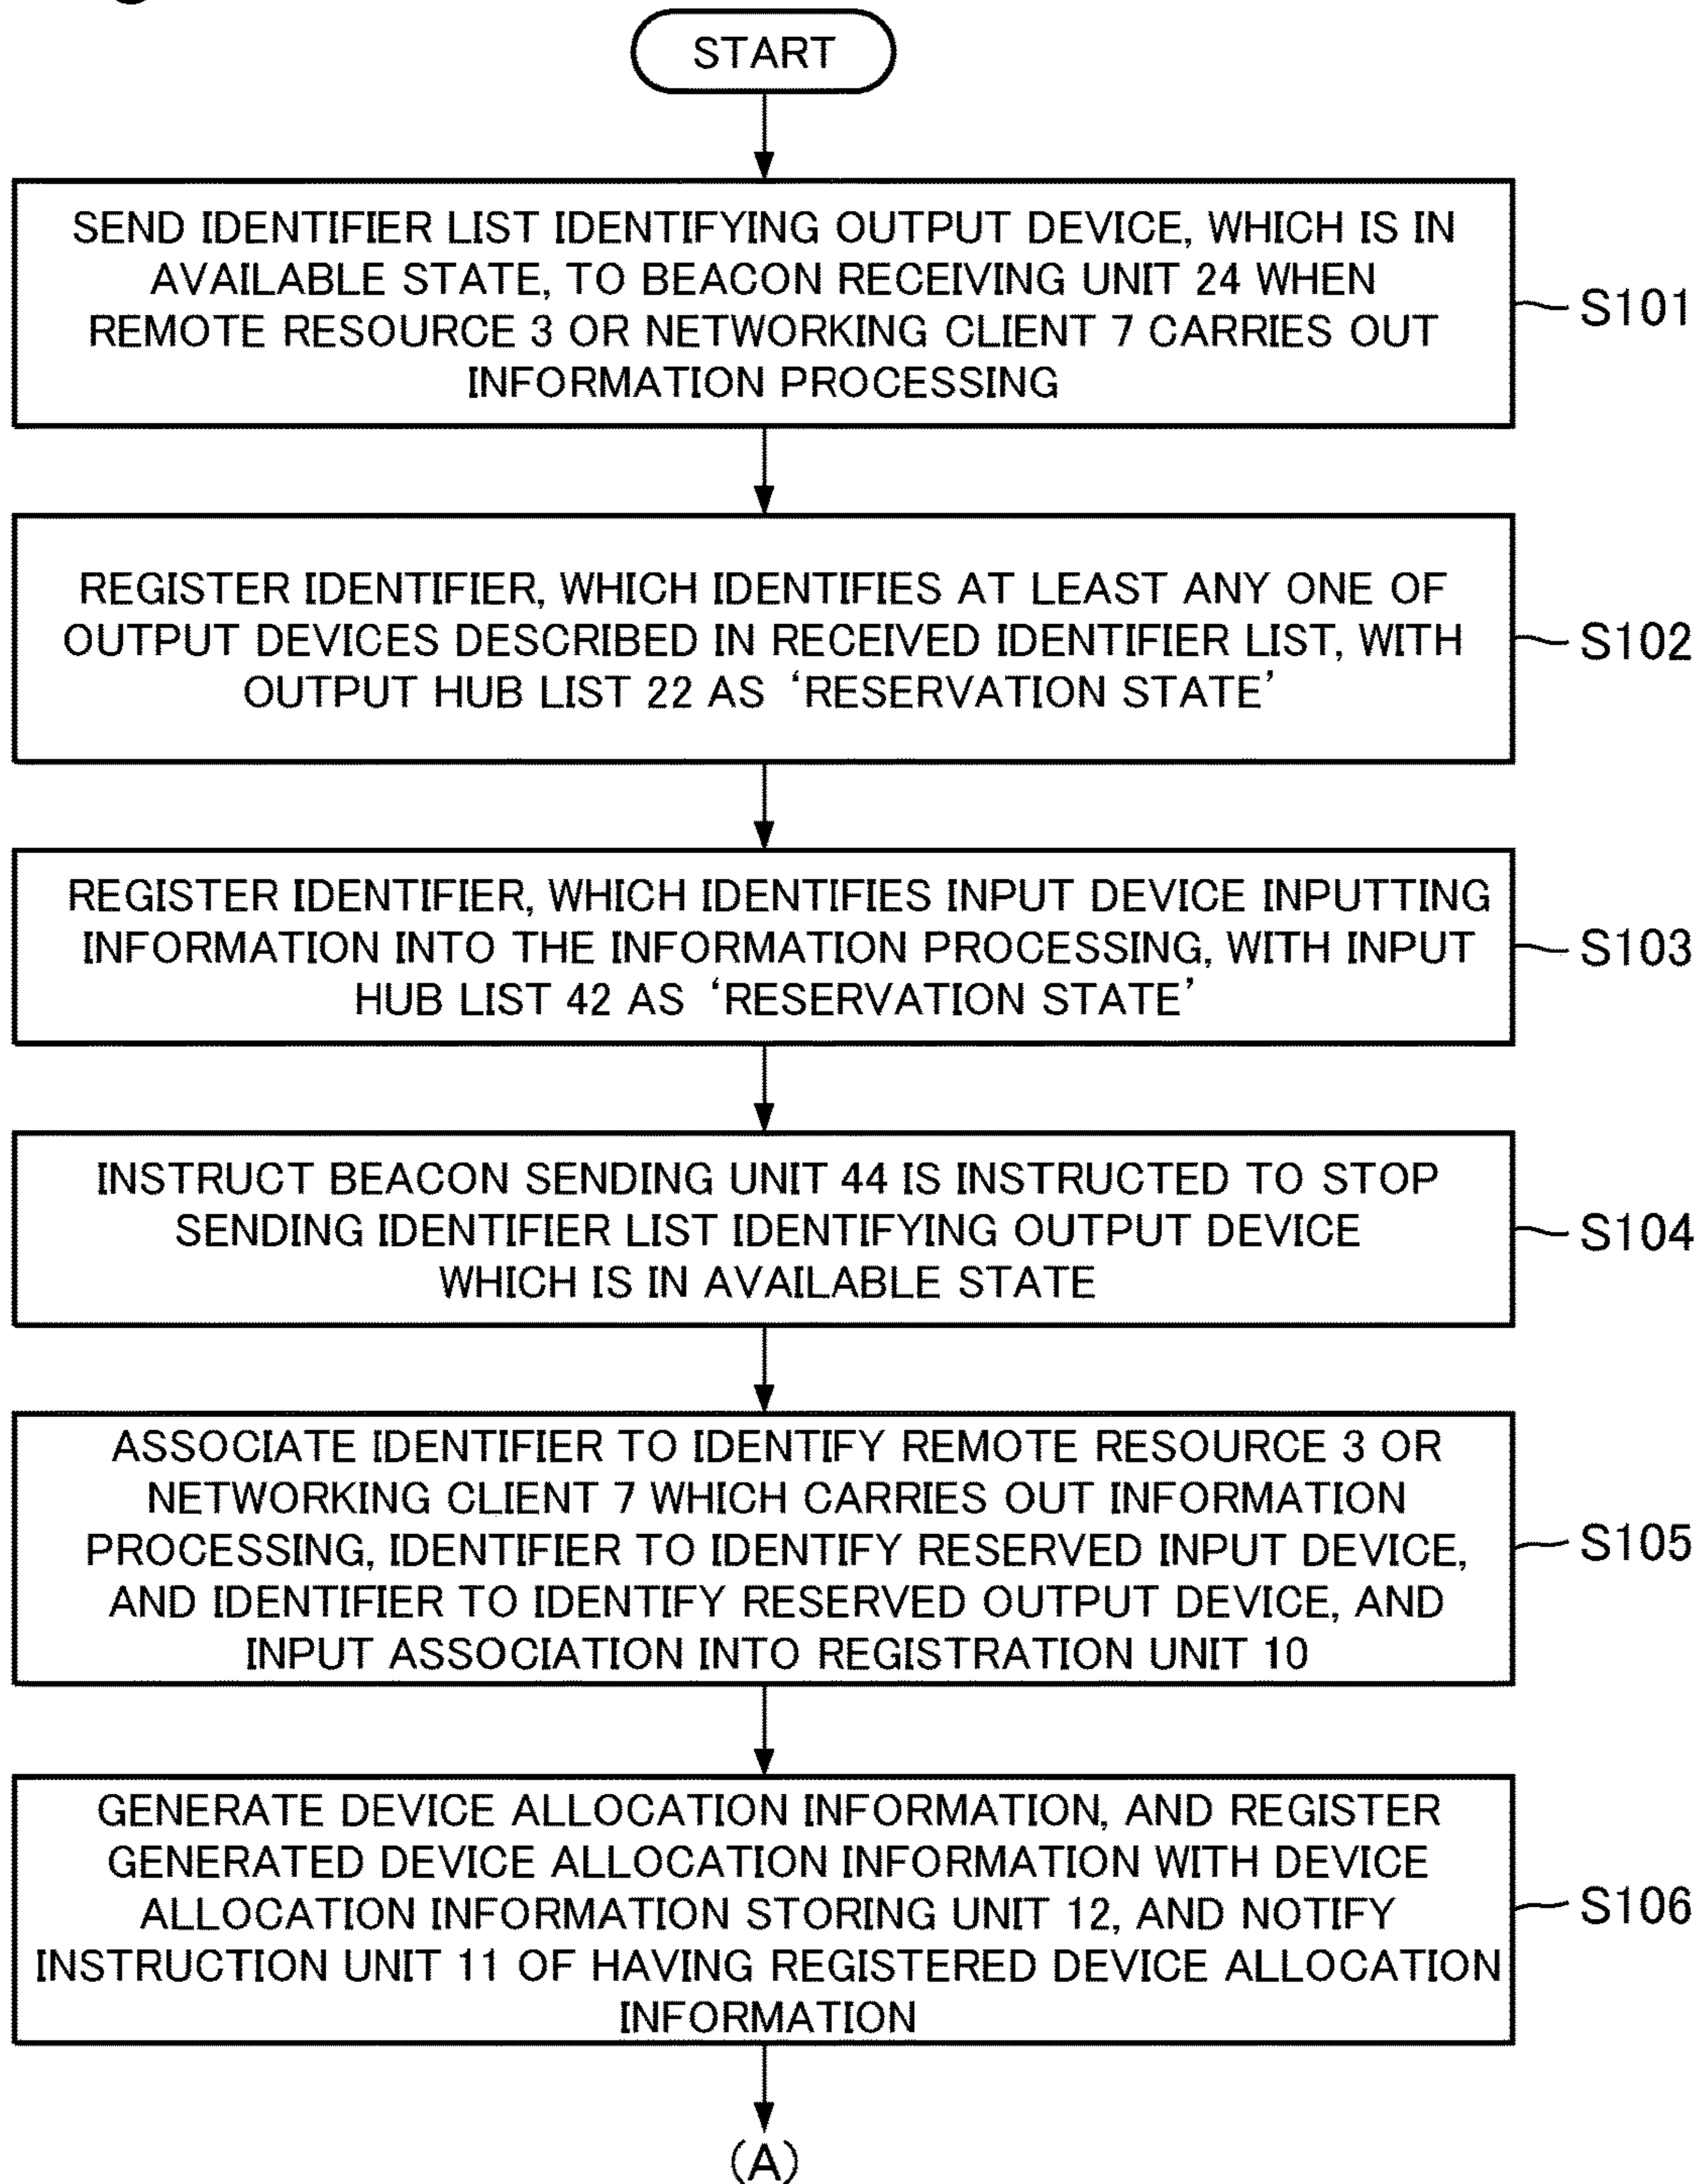 START
SEND IDENTIFIER LIST IDENTIFYING OUTPUT DEVICE, WHICH IS IN
AVAILABLE STATE, TO BEACON RECEIVING UNIT 24 WHEN
REMOTE RESOURCE 3 OR NETWORKING CLIENT 7 CARRIES OUT
INFORMATION PROCESSING
S101
REGISTER IDENTIFIER, WHICH IDENTIFIES AT LEAST ANY ONE OF
OUTPUT DEVICES DESCRIBED IN RECEIVED IDENTIFIER LIST, WITH
OUTPUT HUB LIST 22 AS ‘RESERVATION STATE’
S102
REGISTER IDENTIFIER, WHICH IDENTIFIES INPUT DEVICE INPUTTING
INFORMATION INTO THE INFORMATION PROCESSING, WITH INPUT
HUB LIST 42 AS ‘RESERVATION STATE’
S103
INSTRUCT BEACON SENDING UNIT 44 IS INSTRUCTED TO STOP
SENDING IDENTIFIER LIST IDENTIFYING OUTPUT DEVICE
WHICH IS IN AVAILABLE STATE
S104
ASSOCIATE IDENTIFIER TO IDENTIFY REMOTE RESOURCE 3 OR
NETWORKING CLIENT 7 WHICH CARRIES OUT INFORMATION
PROCESSING, IDENTIFIER TO IDENTIFY RESERVED INPUT DEVICE,
AND IDENTIFIER TO IDENTIFY RESERVED OUTPUT DEVICE, AND
INPUT ASSOCIATION INTO REGISTRATION UNIT 10
S105
GENERATE DEVICE ALLOCATION INFORMATION, AND REGISTER
GENERATED DEVICE ALLOCATION INFORMATION WITH DEVICE
ALLOCATION INFORMATION STORING UNIT 12, AND NOTIFY
INSTRUCTION UNIT 11 OF HAVING REGISTERED DEVICE ALLOCATION
INFORMATION
S106
(A)